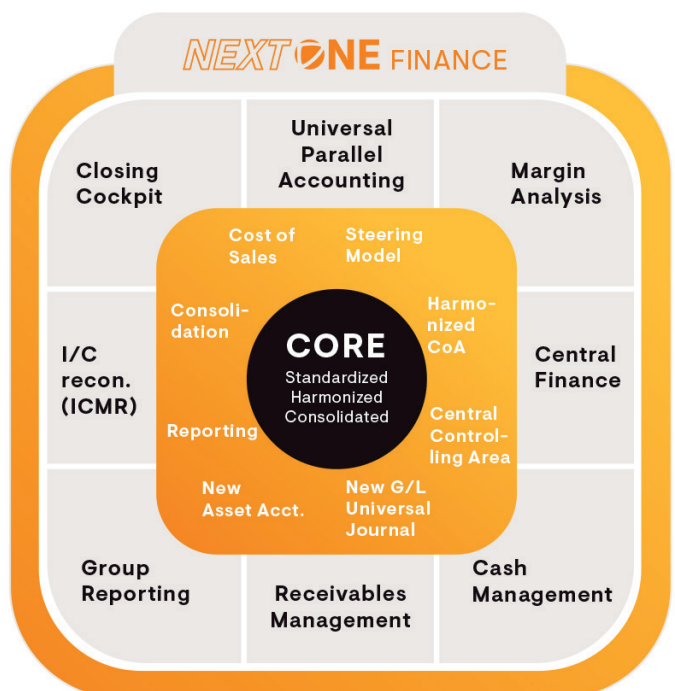 NEXT ONE FINANCE
Closing
Cockpit
Universal
Parallel
Accounting
Margin
Analysis
Cost of
Sales
Steering
Model
Consoli-
dation
Harmo-
nized
CoA
CORE
Standardized
Harmonized
Consolidated
I/C
recon.
(ICMR)
Central
Finance
Reporting
Central
Control-
ling Area
New
Asset Acct.
New G/L
Universal
Journal
Group
Reporting
Receivables
Management
Cash
Management